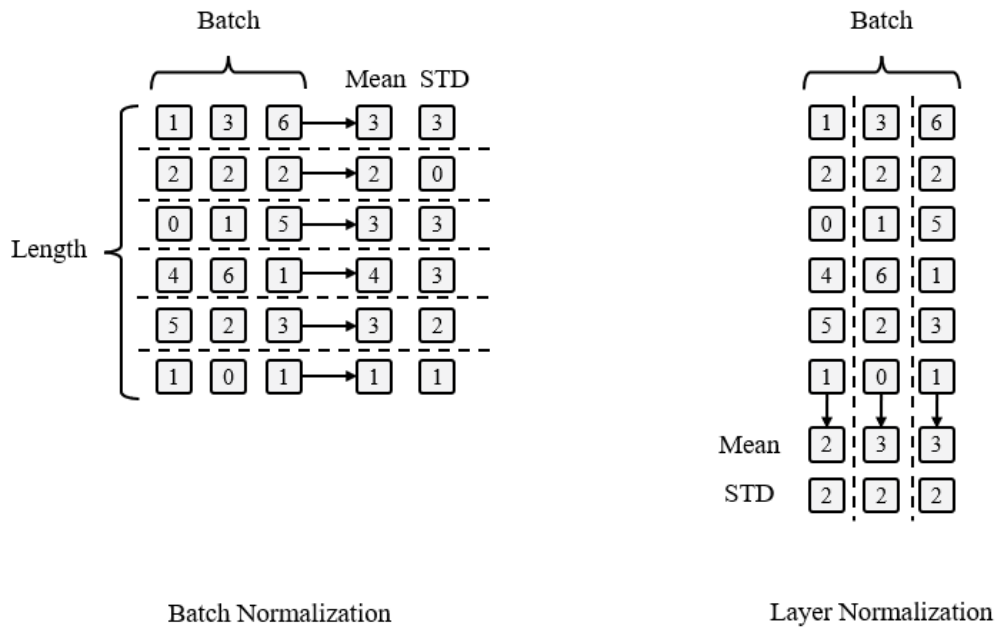 Batch
Mean STD
1 3 6 3 3
2 2 2 2 0
0 1 5 3 3
Length
4 6 1 4 3
5 2 3 3 2
1 0 1 1 1
Batch Normalization
Batch
1 3 6
2 2 2
0 1 5
4 6 1
5 2 3
1 0 1
Mean 2 3 3
STD 2 2 2
Layer Normalization